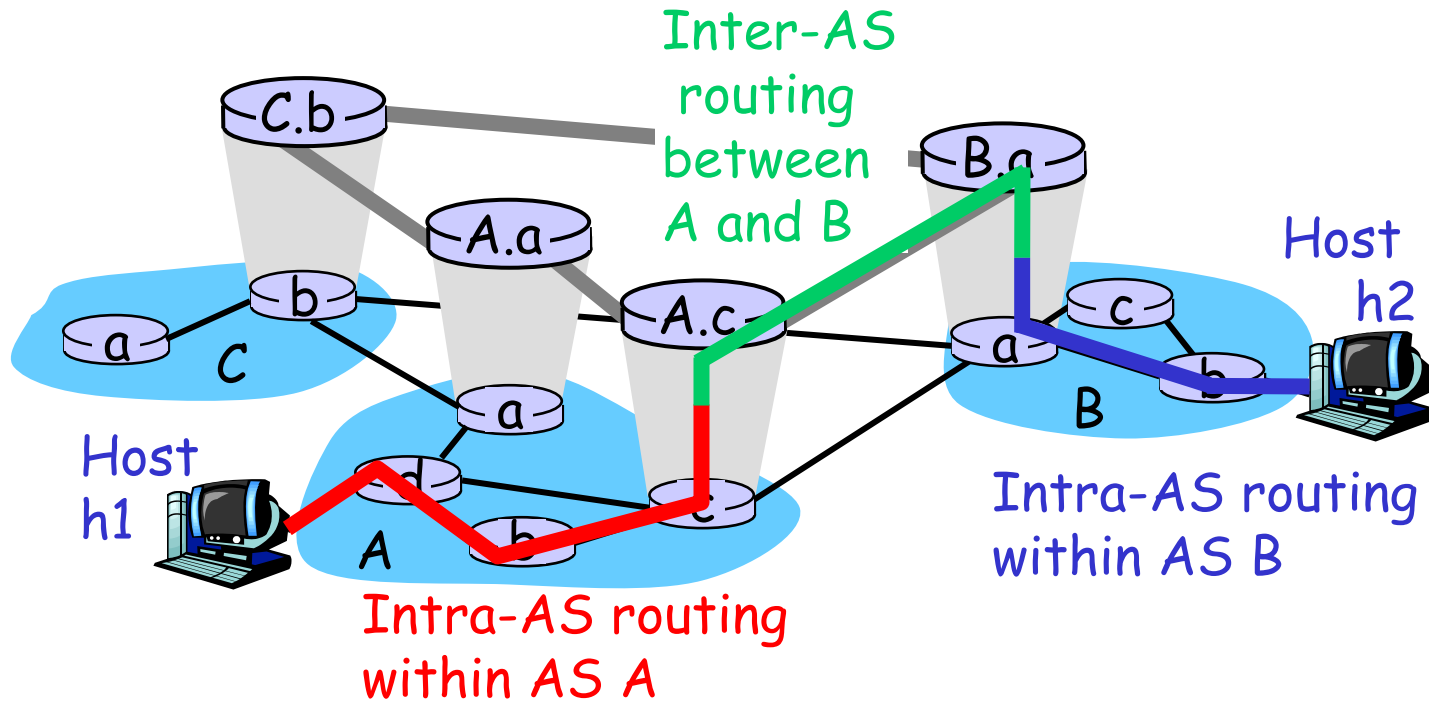 Inter-AS
routing
between
A and B
C.b
B.a
A.a
Host
h2
b
c
A.c
a
a
C
b
a
B
Host
h1
d
c
b
A
Intra-AS routing
within AS B
Intra-AS routing
within AS A